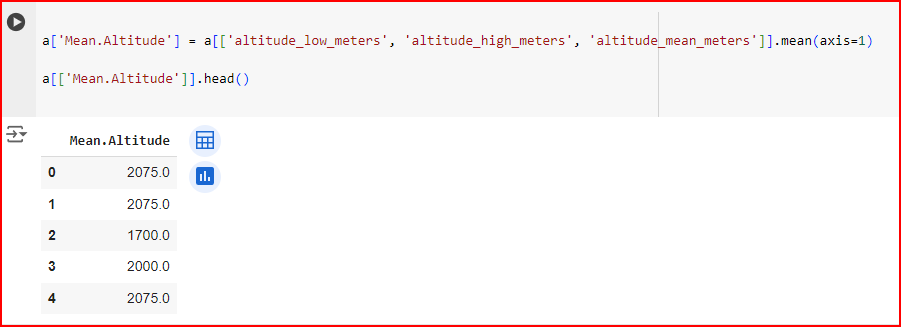 a['Mean.Altitude'] = a[['altitude_low_meters', 'altitude_high_meters', 'altitude_mean_meters']].mean(axis=1)
a[['Mean.Altitude']].head()
Mean.Altitude
0 2075.0
1 2075.0
2 1700.0
3 2000.0
4 2075.0